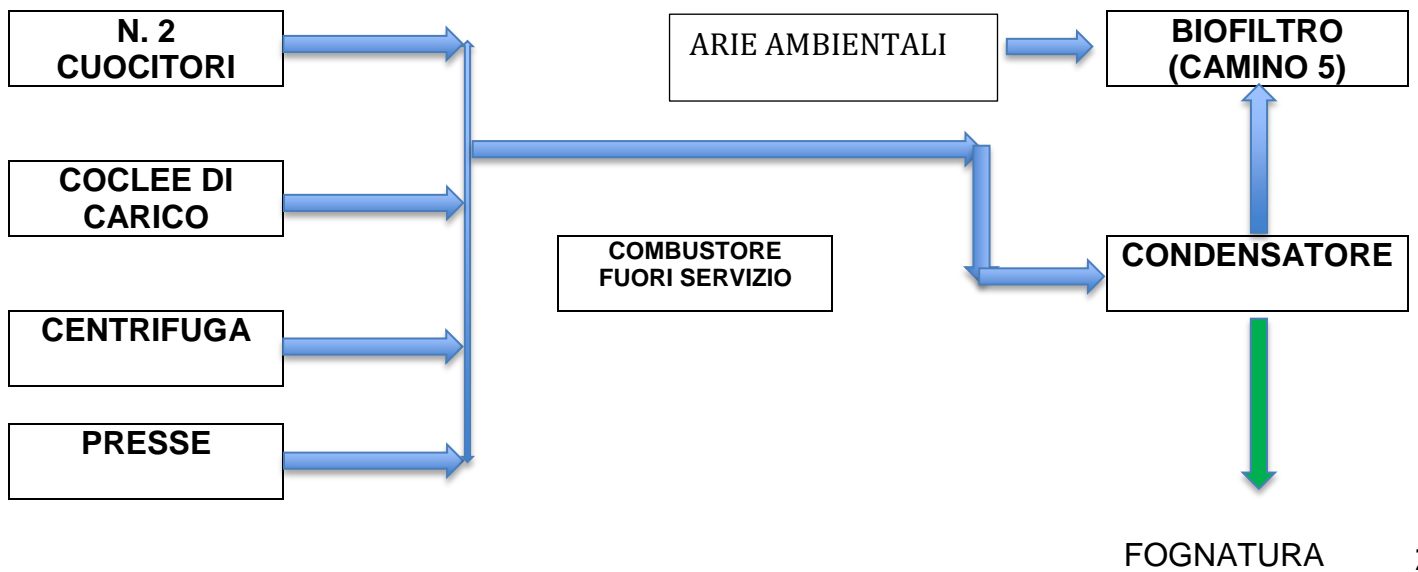 N. 2
CUOCITORI
ARIE AMBIENTALI
BIOFILTRO
(CAMINO 5)
COCLEE DI
CARICO
COMBUSTORE
FUORI SERVIZIO
CONDENSATORE
CENTRIFUGA
PRESSE
FOGNATURA